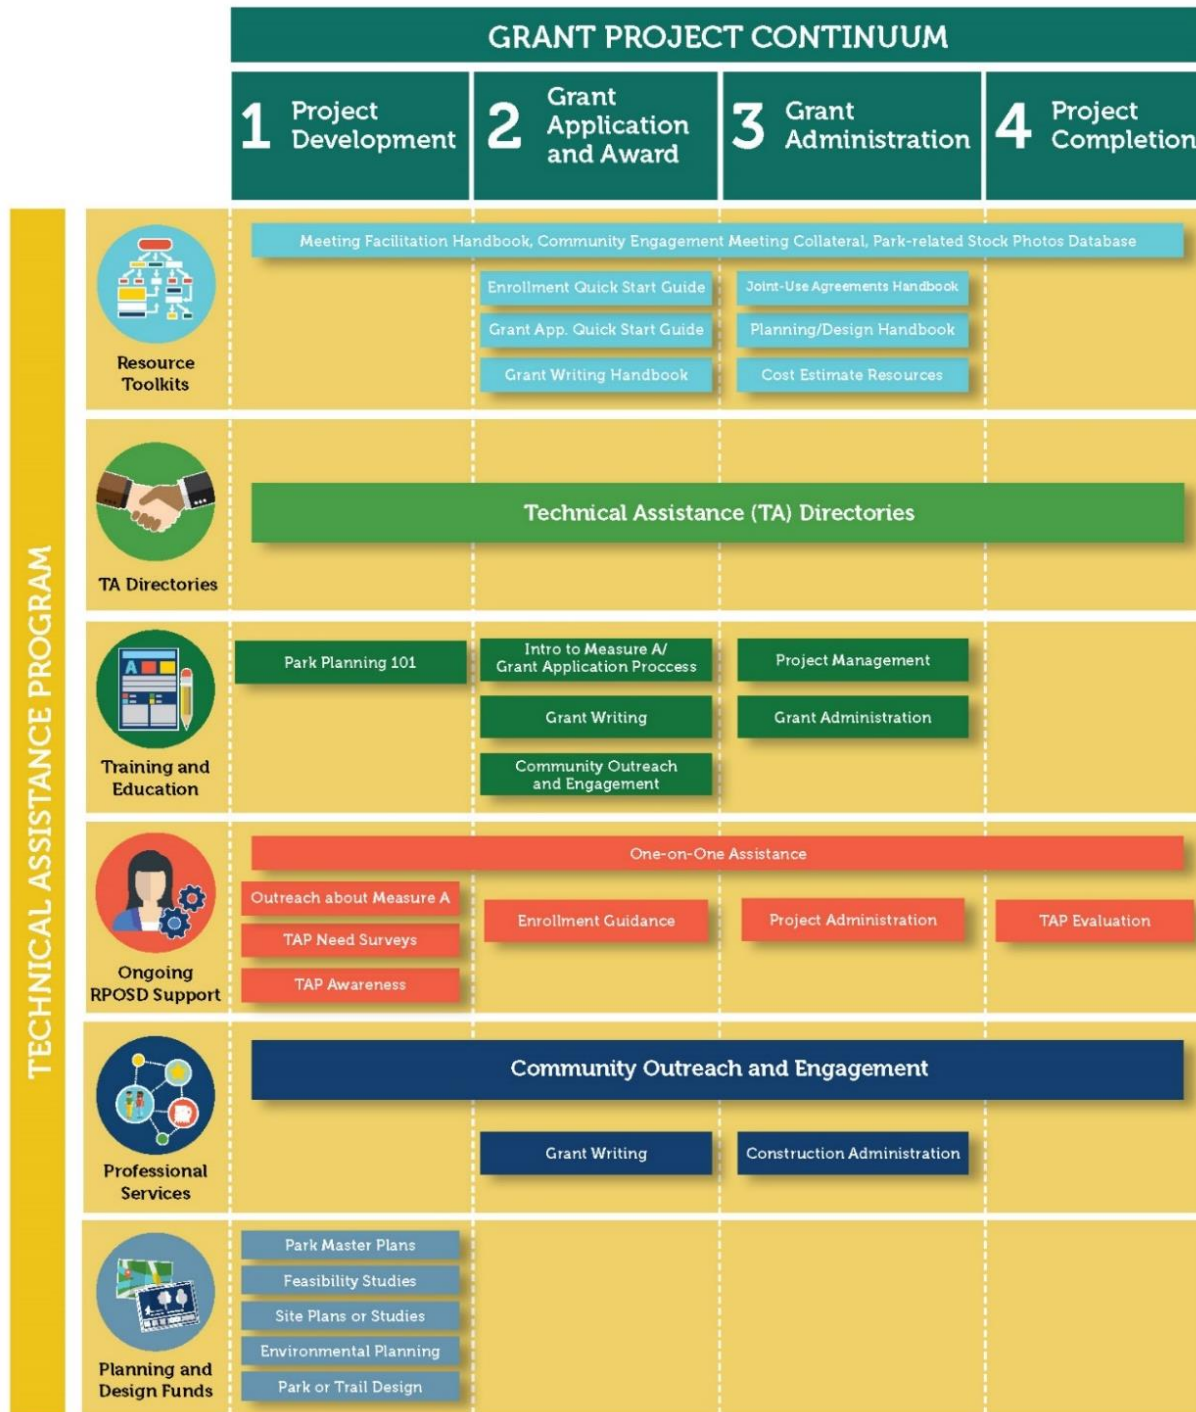 GRANT PROJECT CONTINUUM
1 Project
Development
2 Grant
Application
and Award
3 Grant
Administration
4 Project
Completion
TECHNICAL ASSISTANCE PROGRAM
Resource
Toolkits
Meeting Facilitation Handbook, Community Engagement Meeting Collateral, Park-related Stock Photos Database
Enrollment Quick Start Guide
Grant App. Quick Start Guide
Grant Writing Handbook
Joint-Use Agreements Handbook
Planning/Design Handbook
Cost Estimate Resources
TA Directories
Technical Assistance (TA) Directories
A
Training and
Education
Park Planning 101
Intro to Measure A/
Grant Application Proccess
Grant Writing
Community Outreach
and Engagement
Project Management
Grant Administration
Ongoing
RPOSD Support
One-on-One Assistance
Outreach about Measure A
TAP Need Surveys
TAP Awareness
Enrollment Guidance
Project Administration
TAP Evaluation
Professional
Services
Community Outreach and Engagement
Grant Writing
Construction Administration
Planning and
Design Funds
Park Master Plans
Feasibility Studies
Site Plans or Studies
Environmental Planning
Park or Trail Design